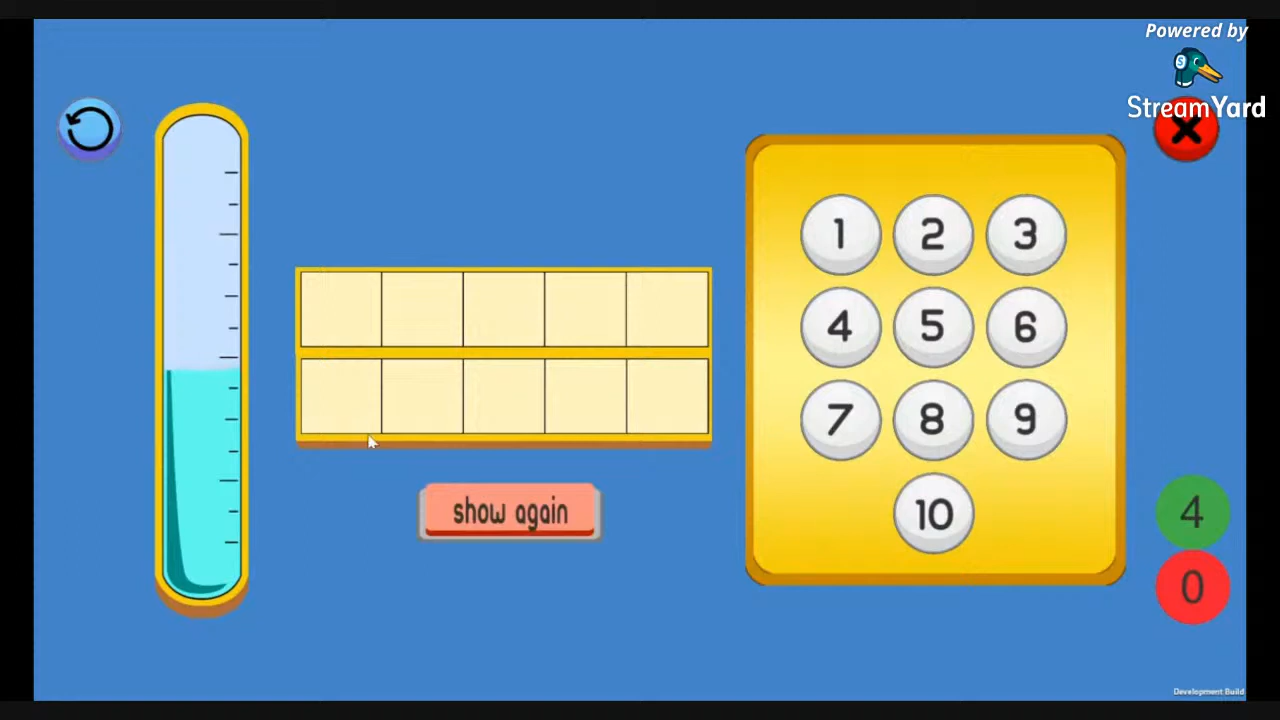 Powered by
S
StreamYard
1 2 3
4 5 6
7 8 9
10
show again
4
0
Development Build